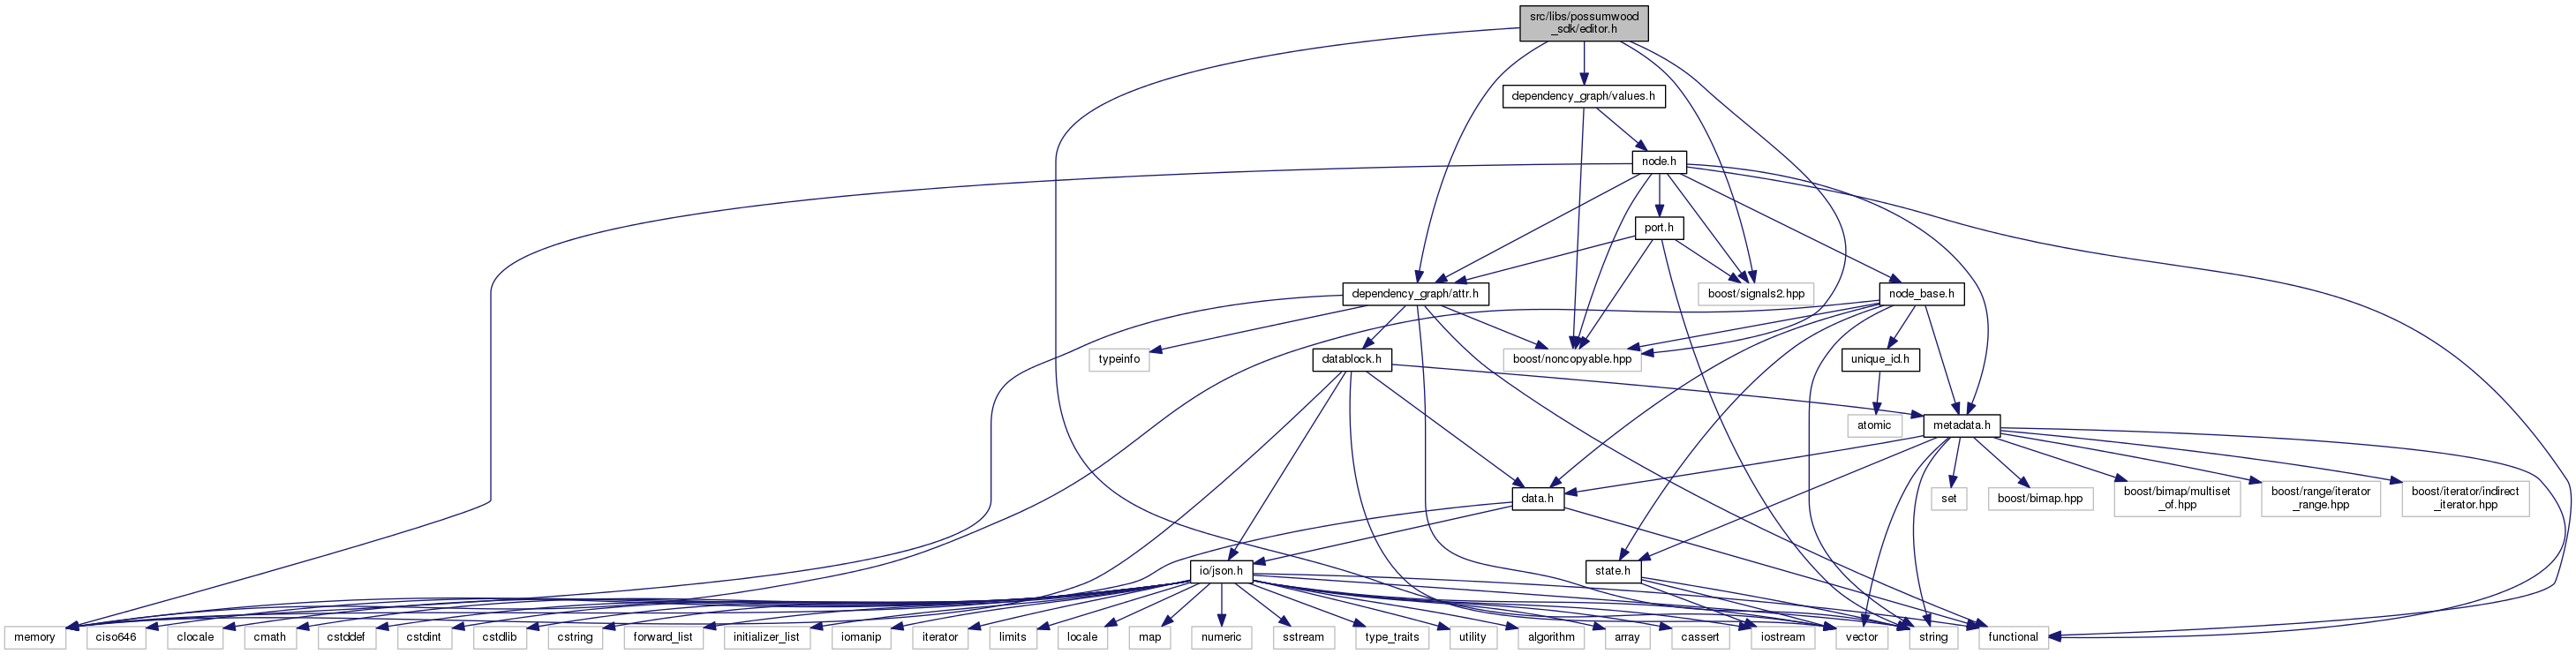 src/libs/possumwood
_sdk/editor.h
dependency_graph/values.h
node.h
port.h
dependency_graph/attr.h
boost/signals2.hpp
node_base.h
typeinfo
datablock.h
boost/noncopyable.hpp
unique_id.h
atomic
metadata.h
data.h
set
boost/bimap.hpp
boost/bimap/multiset
_of.hpp
boost/range/iterator
_range.hpp
boost/iterator/indirect
_iterator.hpp
io/json.h
state.h
memory
ciso646
clocale
cmath
cstddef
cstdint
cstdlib
cstring
forward_list
initializer_list
iomanip
iterator
limits
locale
map
numeric
sstream
type_traits
utility
algorithm
array
cassert
iostream
vector
string
functional